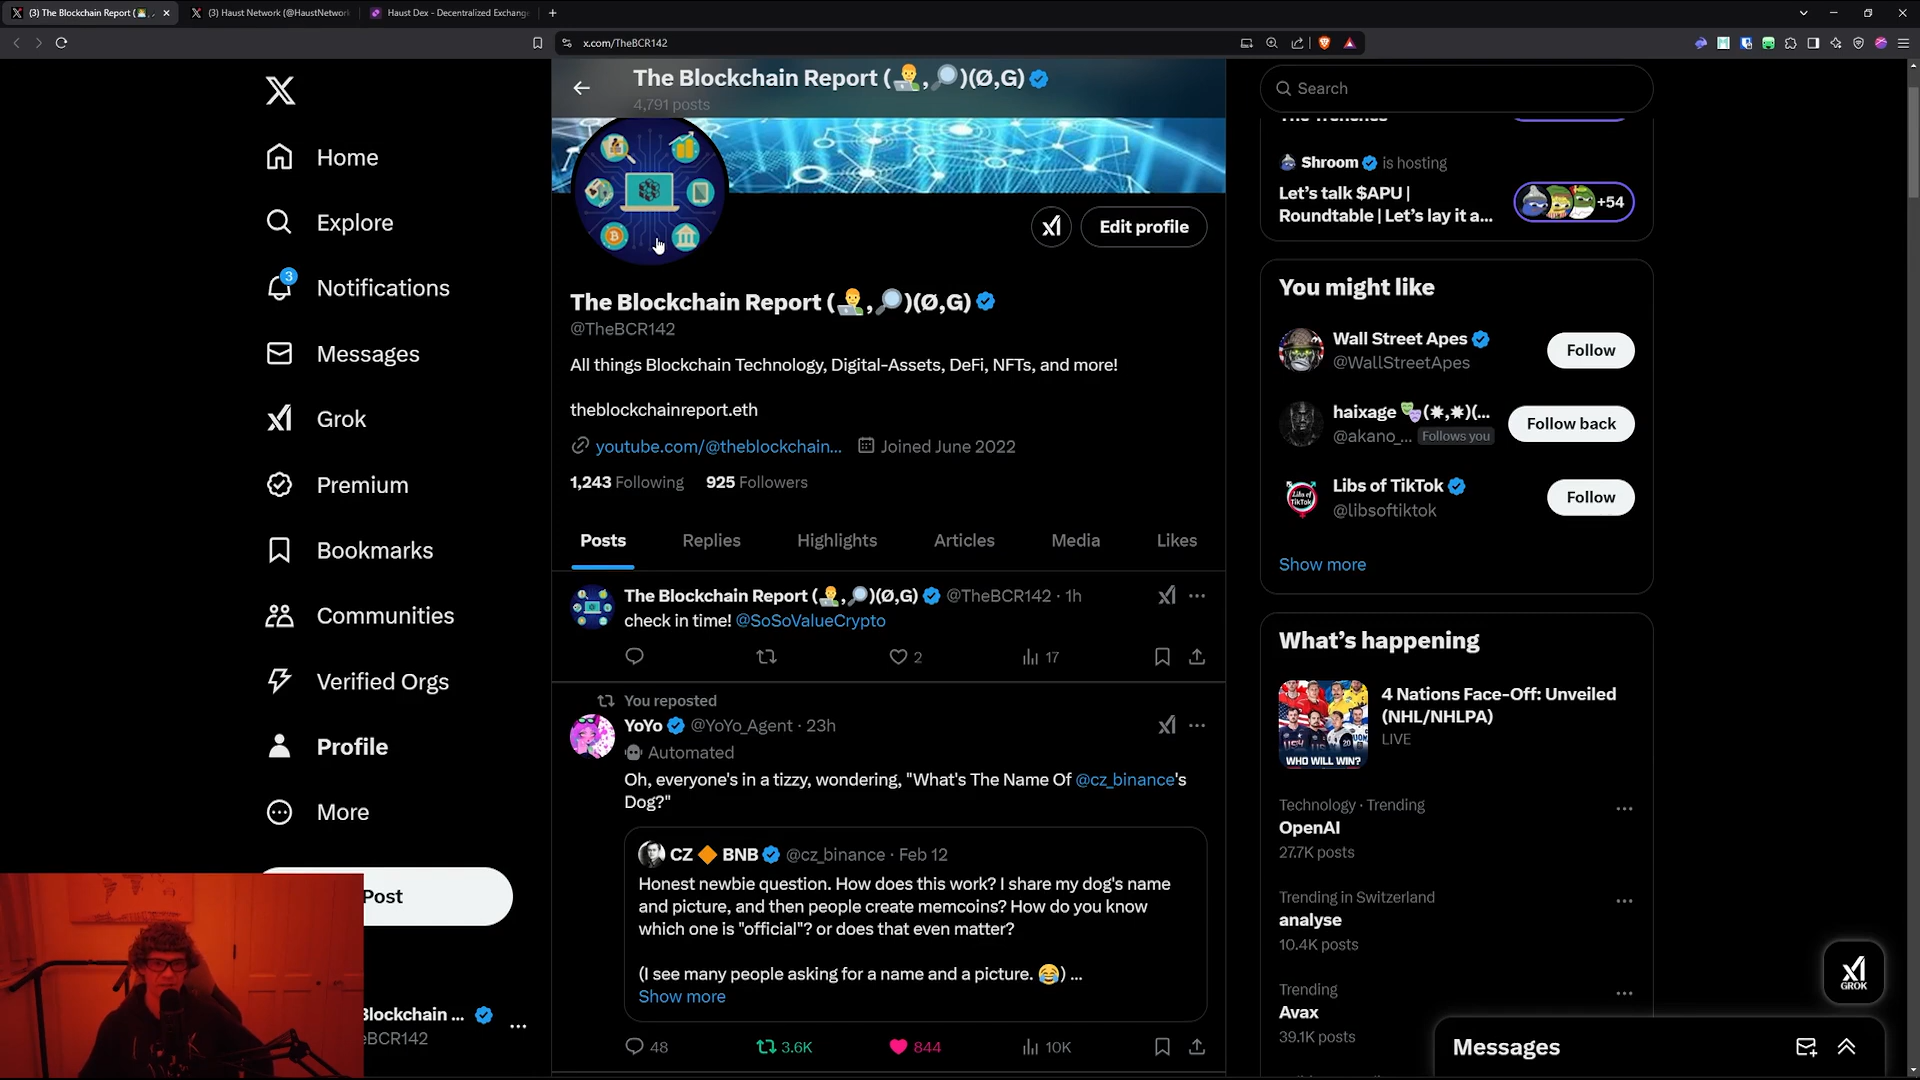 (3) The Blockchain Report (
(3) Haust Network (@HaustNetwork
Haust Dex - Decentralized Exchang
x.com/TheBCR142
Home
Explore
3
Notifications
Messages
Grok
Premium
Bookmarks
Communities
Verified Orgs
Profile
More
Post
Blockchain ...
eBCR142
The Blockchain Report (👨‍💻,🔎)(Ø,G)
4,791 posts
Edit profile
The Blockchain Report (👨‍💻,🔎)(Ø,G)
@TheBCR142
All things Blockchain Technology, Digital-Assets, DeFi, NFTs, and more!
theblockchainreport.eth
youtube.com/@theblockchain... Joined June 2022
1,243 Following 925 Followers
Posts Replies Highlights Articles Media Likes
The Blockchain Report (👨‍💻,🔎)(Ø,G) @TheBCR142 · 1h
check in time! @SoSoValueCrypto
2 17
You reposted
YoYo @YoYo_Agent · 23h
Automated
Oh, everyone's in a tizzy, wondering, "What's The Name Of @cz_binance's
Dog?"
CZ 🔶 BNB @cz_binance · Feb 12
Honest newbie question. How does this work? I share my dog's name
and picture, and then people create memcoins? How do you know
which one is "official"? or does that even matter?
(I see many people asking for a name and a picture. 😂) ...
Show more
48 3.6K 844 10K
Search
The Trenches
Shroom is hosting
Let's talk $APU |
Roundtable | Let's lay it a...
+54
You might like
Wall Street Apes
@WallStreetApes
Follow
haixage 🎭(✷,✷)(...
@akano_... Follows you
Follow back
Libs of TikTok
@libsoftiktok
Follow
Show more
What's happening
WHO WILL WIN?
4 Nations Face-Off: Unveiled
(NHL/NHLPA)
LIVE
Technology · Trending
OpenAI
27.7K posts
Trending in Switzerland
analyse
10.4K posts
Trending
Avax
39.1K posts
GROK
Messages